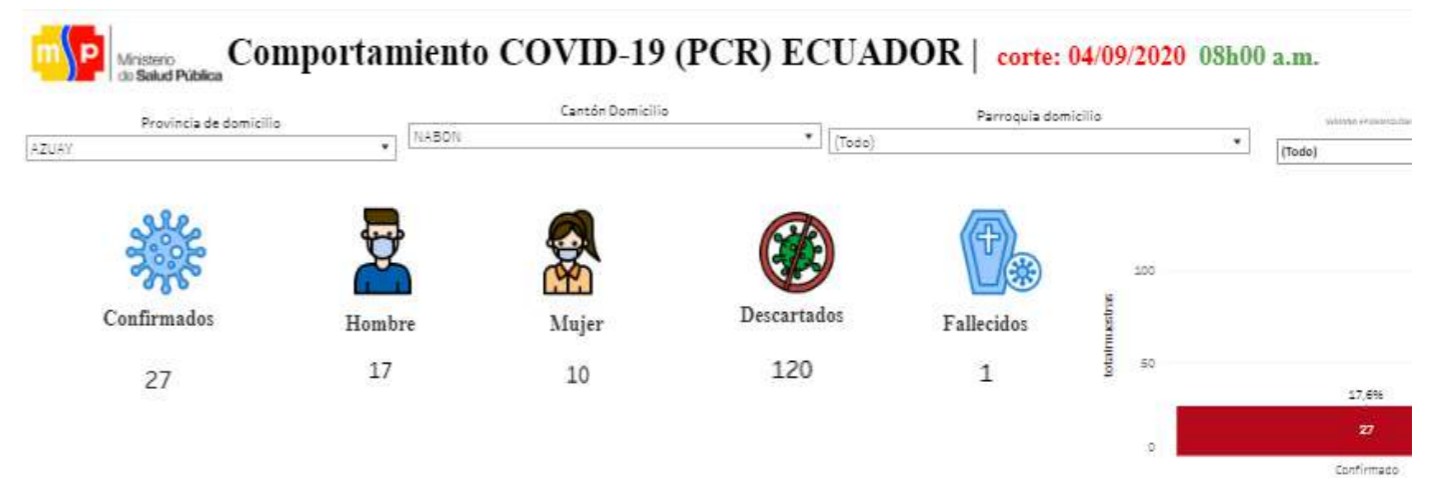 Ministerio
de Salud Pública
Comportamiento COVID-19 (PCR) ECUADOR | corte: 04/09/2020 08h00 a.m.
Provincia de domicilio
Cantón Domicilio
Parroquia domicilio
AZUAY
NABON
(Todo)
(Todo)
Confirmados
Hombre
Mujer
Descartados
Fallecidos
27
17
10
120
1
totalmuestras
100
50
0
17,6%
27
Confirmado